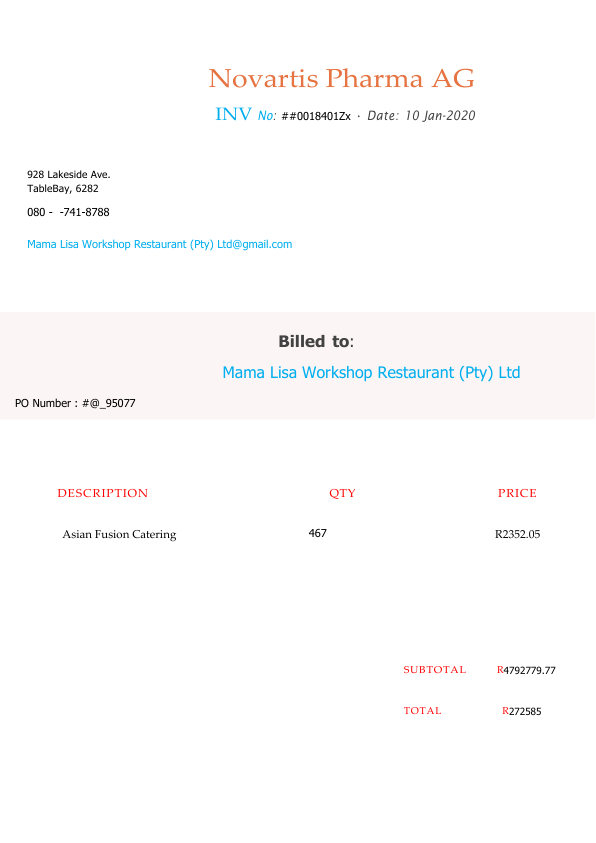 Novartis Pharma AG
INV No: ##0018401Zx · Date: 10 Jan-2020
928 Lakeside Ave.
TableBay, 6282
080 -  -741-8788
Mama Lisa Workshop Restaurant (Pty) Ltd@gmail.com
Billed to:
Mama Lisa Workshop Restaurant (Pty) Ltd
PO Number : #@_95077
DESCRIPTION QTY PRICE
Asian Fusion Catering 467 R2352.05
SUBTOTAL R4792779.77
TOTAL R272585